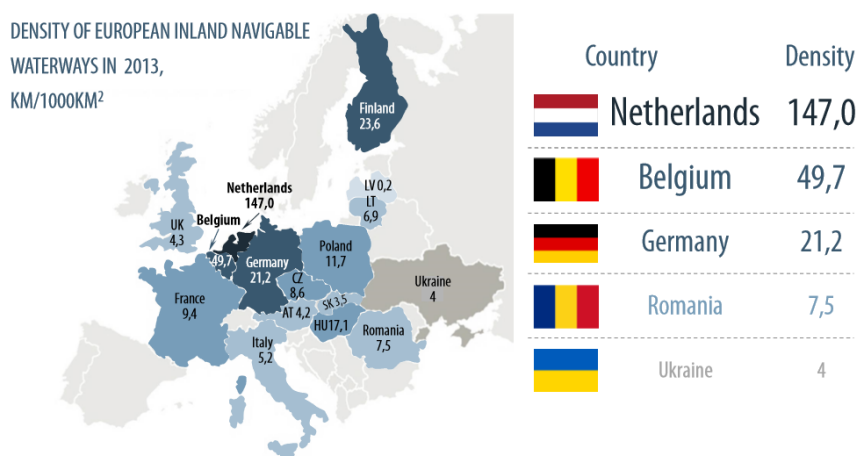 DENSITY OF EUROPEAN INLAND NAVIGABLE
WATERWAYS IN 2013,
KM/1000KM²
Finland
23,6
LV 0,2
LT
6,9
Netherlands
147,0
Belgium
49,7
UK
4,3
Germany
21,2
Poland
11,7
CZ
8,6
SK 3,5
Ukraine
4
France
9,4
AT 4,2
HU17,1
Romania
7,5
Italy
5,2
Country Density
Netherlands 147,0
Belgium 49,7
Germany 21,2
Romania 7,5
Ukraine 4